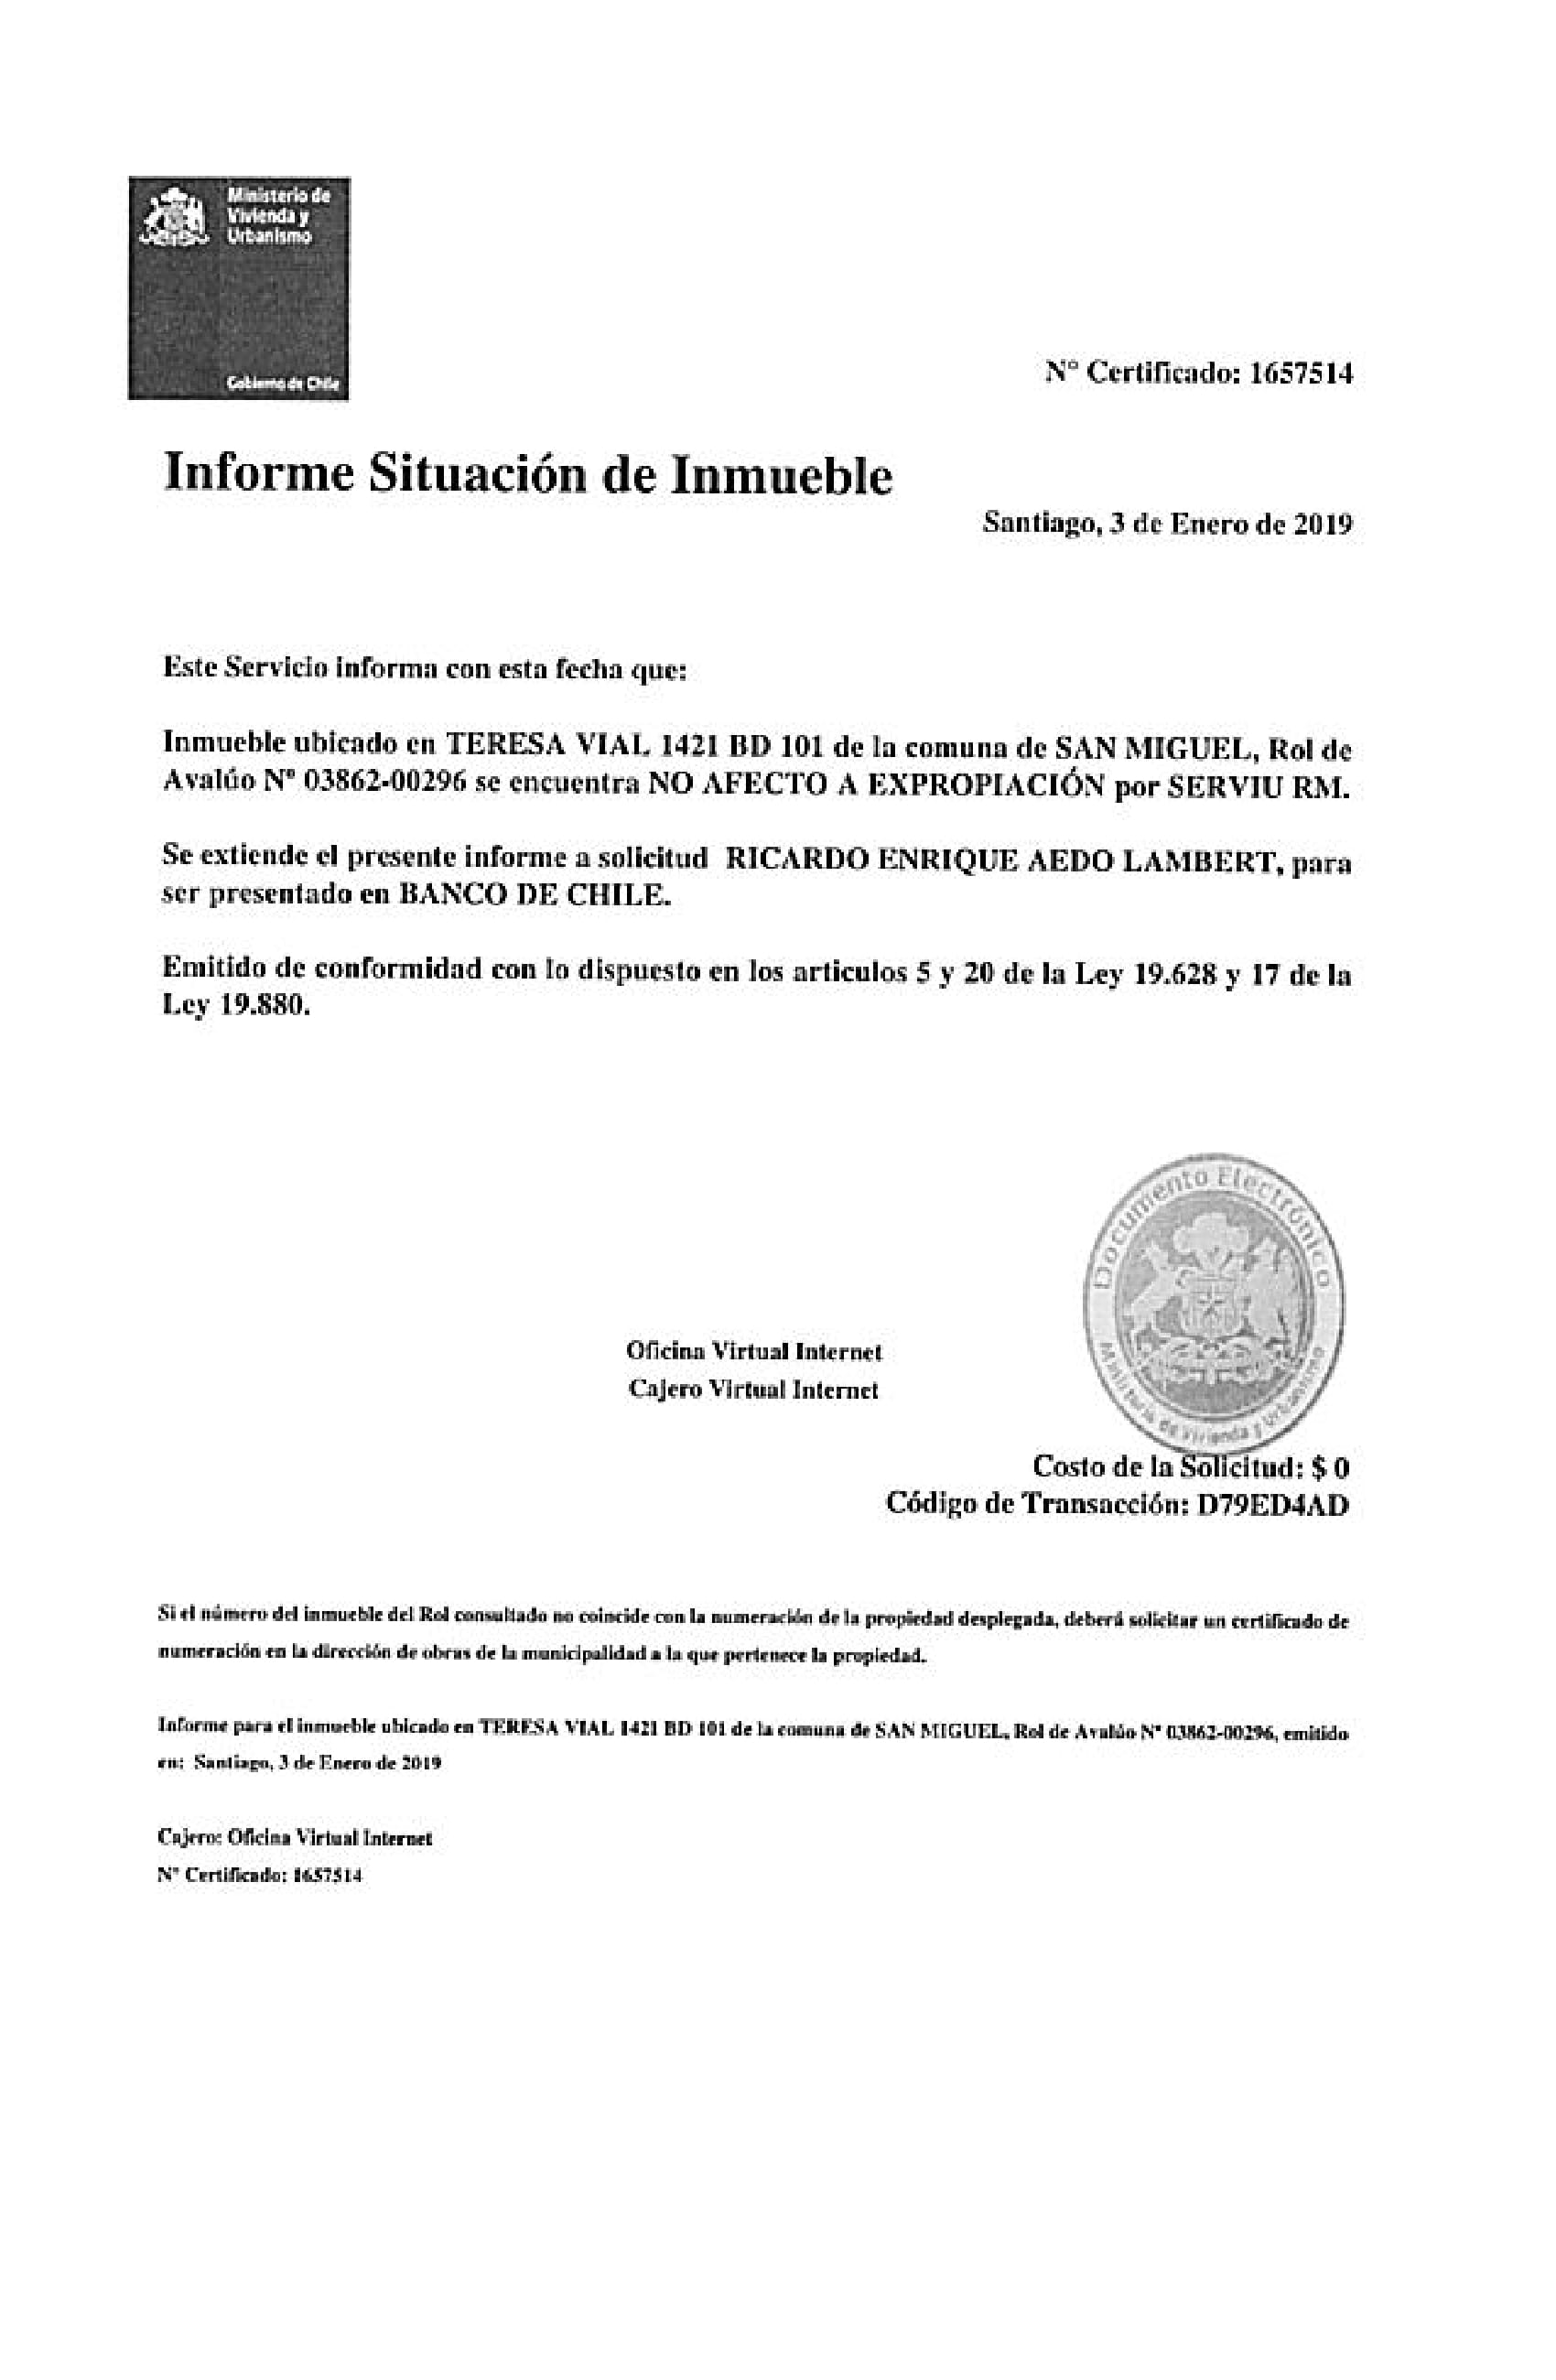 Ministerio de
Vivienda y
Urbanismo
Gobierno de Chile
N° Certificado: 1657514
Informe Situación de Inmueble
Santiago, 3 de Enero de 2019
Este Servicio informa con esta fecha que:
Inmueble ubicado en TERESA VIAL 1421 BD 101 de la comuna de SAN MIGUEL, Rol de
Avalúo Nº 03862-00296 se encuentra NO AFECTO A EXPROPIACIÓN por SERVIU RM.
Se extiende el presente informe a solicitud RICARDO ENRIQUE AEDO LAMBERT, para
ser presentado en BANCO DE CHILE.
Emitido de conformidad con lo dispuesto en los articulos 5 y 20 de la Ley 19.628 y 17 de la
Ley 19.880.
Documento Electrónico
Ministerio de Vivienda y Urbanismo
Oficina Virtual Internet
Cajero Virtual Internet
Costo de la Solicitud: $ 0
Código de Transacción: D79ED4AD
Si el número del inmueble del Rol consultado no coincide con la numeración de la propiedad desplegada, deberá solicitar un certificado de
numeración en la dirección de obras de la municipalidad a la que pertenece la propiedad.
Informe para el inmueble ubicado en TERESA VIAL 1421 BD 101 de la comuna de SAN MIGUEL, Rol de Avalúo Nº 03862-00296, emitido
en: Santiago, 3 de Enero de 2019
Cajero: Oficina Virtual Internet
Nº Certificado: 1657514